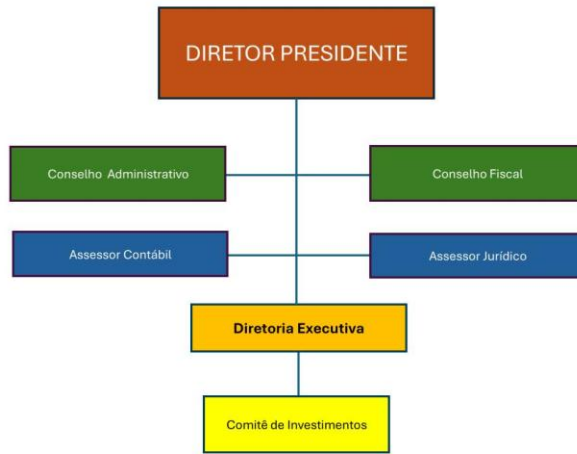 DIRETOR PRESIDENTE
Conselho Administrativo
Conselho Fiscal
Assessor Contábil
Assessor Jurídico
Diretoria Executiva
Comitê de Investimentos